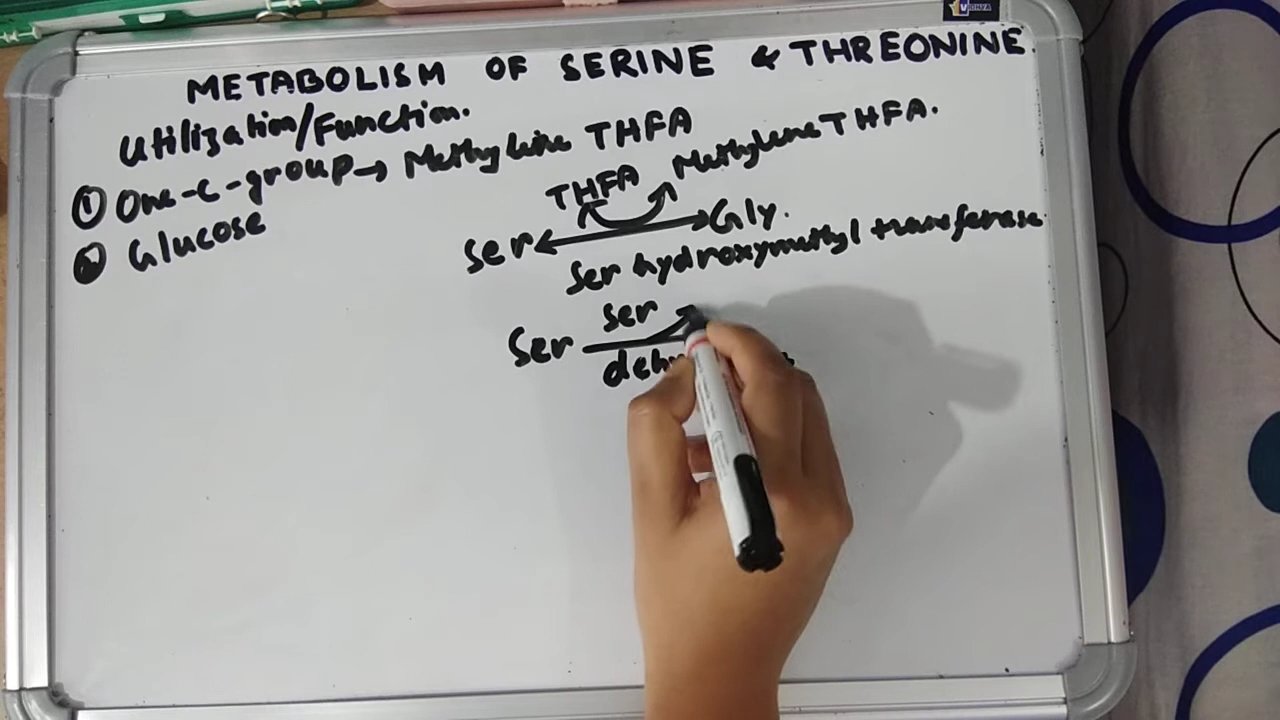 METABOLISM OF SERINE & THREONINE
Utilization/Function.
① One-C-group → Methylene THFA
② Glucose
THFA Methylene THFA.
Ser Gly.
Ser hydroxymethyl transferase
Ser
Ser